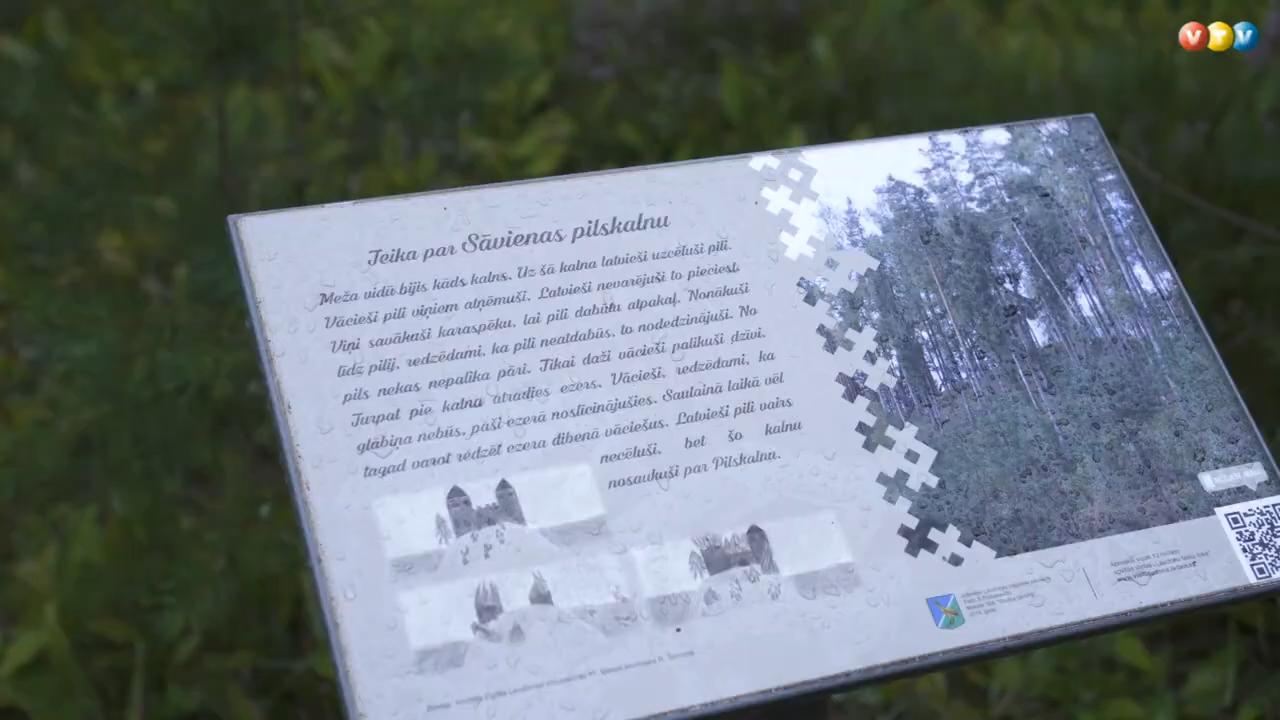 VTV
Teika par Sāvienas pilskalnu
Meža vidū bijis kāds kalns. Uz šā kalna latvieši uzcēluši pili.
Vācieši pili viņiem atņēmuši. Latvieši nevarējuši to pieciest.
Viņi savākuši karaspēku, lai pili dabūtu atpakaļ. Nonākuši
līdz pilij, redzēdami, ka pili neatdabūs, to nodedzinājuši. No
pils nekas nepalika pāri. Tikai daži vācieši palikuši dzīvi.
Turpat pie kalna atradies ezers. Vācieši, redzēdami, ka
glābiņa nebūs, paši ezerā noslīcinājušies. Saulainā laikā vēl
tagad varot redzēt ezera dibenā vāciešus. Latvieši pili vairs
necēluši, bet šo kalnu
nosaukuši par Pilskalnu.